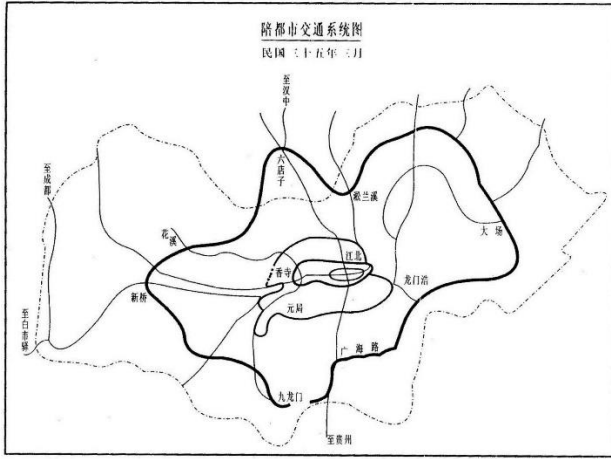 陪都市交通系统图
民国三十五年三月
至汉中
六店子
至成都
花溪
溉兰溪
大场
江北
香寺
龙门浩
新桥
元局
至白市驿
广海路
九龙门
至贵州